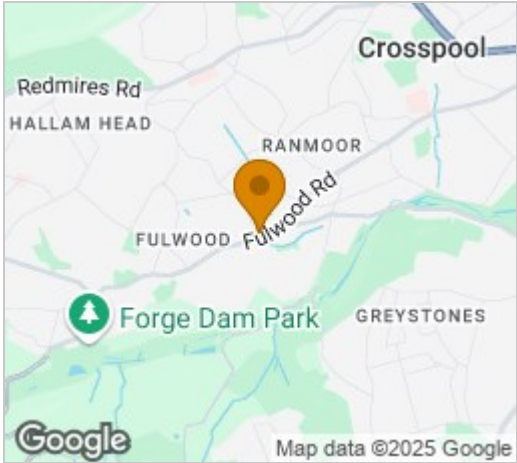 Crosspool
Redmires Rd
HALLAM HEAD
RANMOOR
Fulwood Rd
FULWOOD
Forge Dam Park
GREYSTONES
Google
Map data ©2025 Google